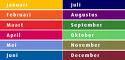 Januari
Februari
Maart
April
Mei
Juni
Juli
Augustus
September
Oktober
November
December